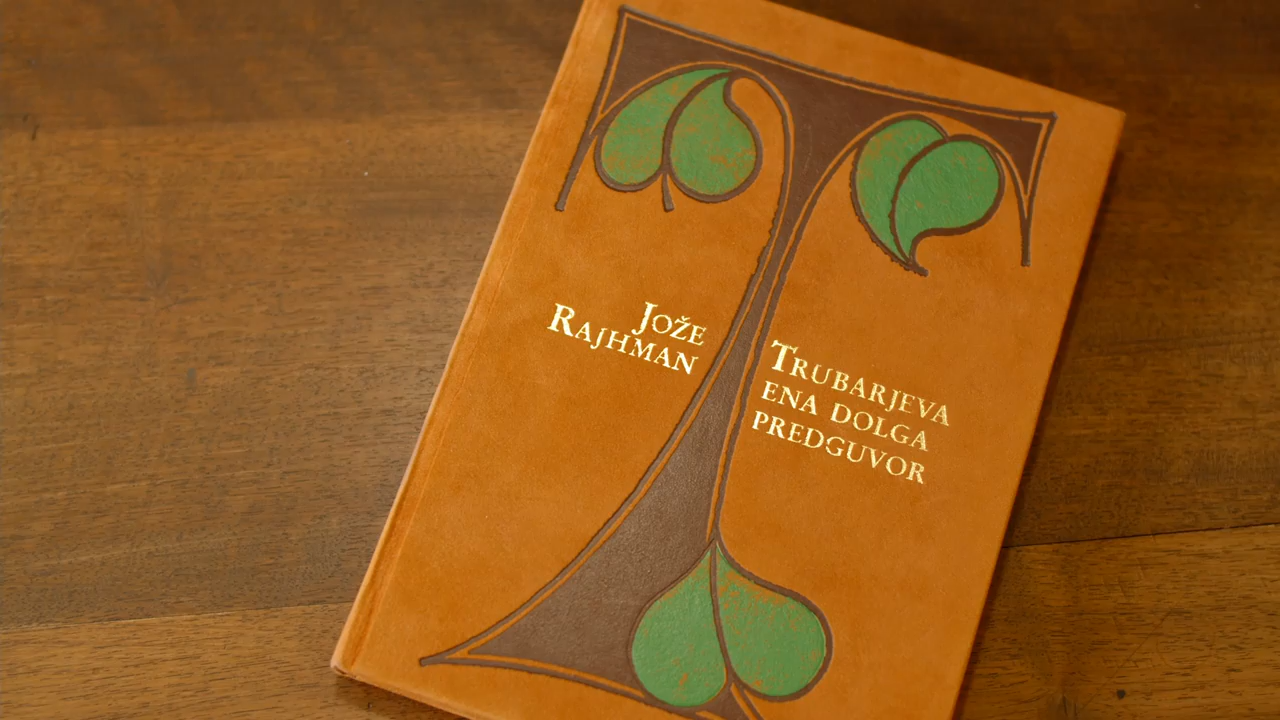 JOŽE
RAJHMAN
TRUBARJEVA
ENA DOLGA
PREDGUVOR